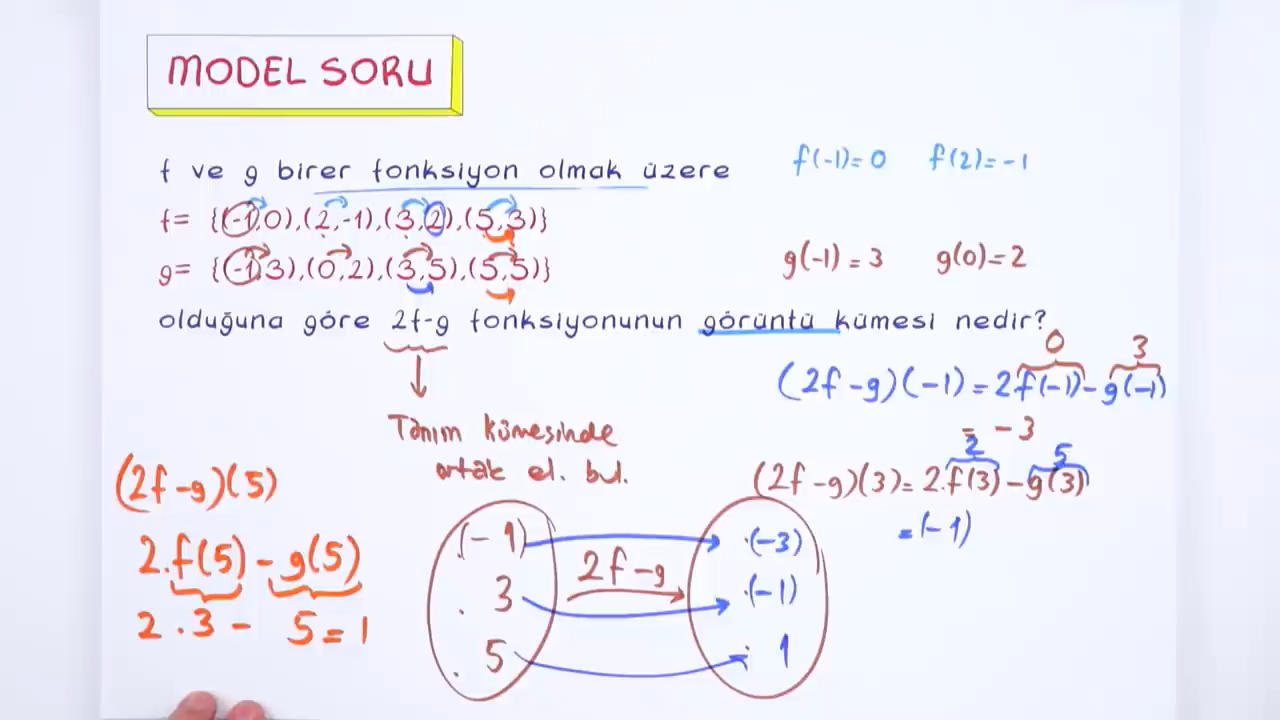 MODEL SORU
f ve g birer fonksiyon olmak üzere
f= {(-1,0),(2,-1),(3,2),(5,3)}
g= {(-1,3),(0,2),(3,5),(5,5)}
olduğuna göre 2f-g fonksiyonunun görüntü kümesi nedir?
f(-1)=0 f(2)=-1
g(-1)=3 g(0)=2
0 3
(2f-g)(-1)=2f(-1)-g(-1)
= -3
2 5
(2f-g)(3)=2.f(3)-g(3)
=(-1)
Tanım kümesinde
ortak el. bul.
(2f-g)(5)
2.f(5)-g(5)
2.3- 5=1
.(-1) .(-3)
2f-g
. 3 .(-1)
. 5 . 1